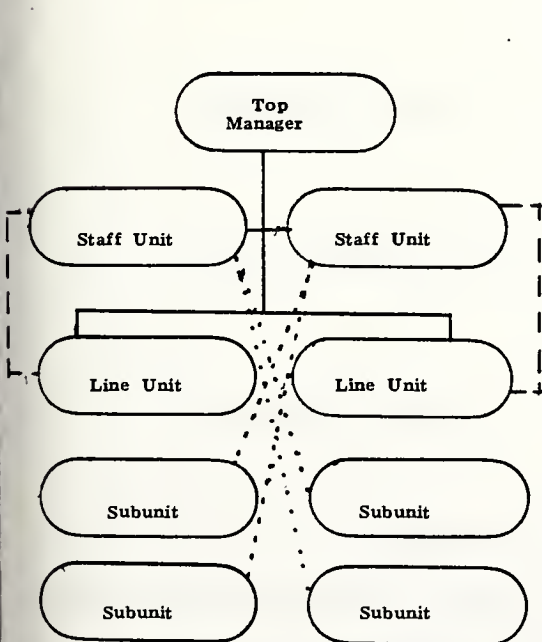 Top
Manager
Staff Unit
Staff Unit
Line Unit
Line Unit
Subunit
Subunit
Subunit
Subunit